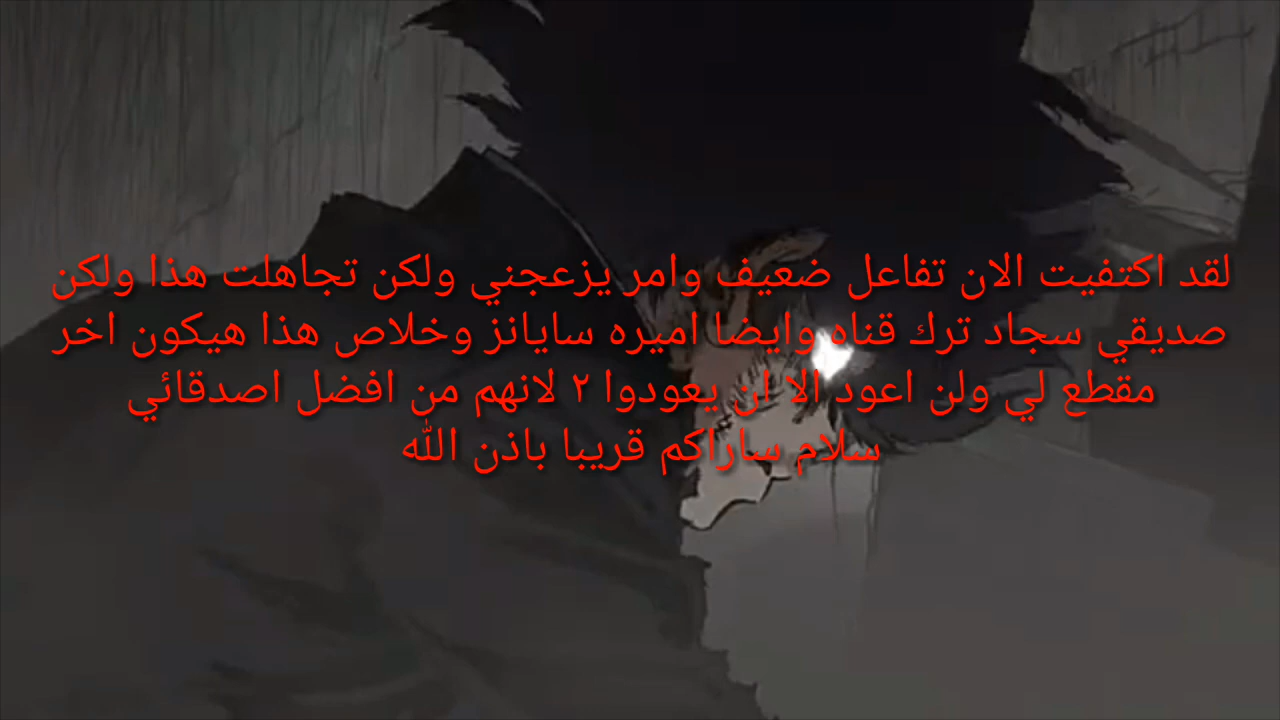 لقد اكتفيت الان تفاعل ضعيف وامر يزعجني ولكن تجاهلت هذا ولكن
صديقي سجاد ترك قناه وايضا اميره سايانز وخلاص هذا هيكون اخر
مقطع لي ولن اعود الا ان يعودوا ٢ لانهم من افضل اصدقائي
سلام ساراكم قريبا باذن الله